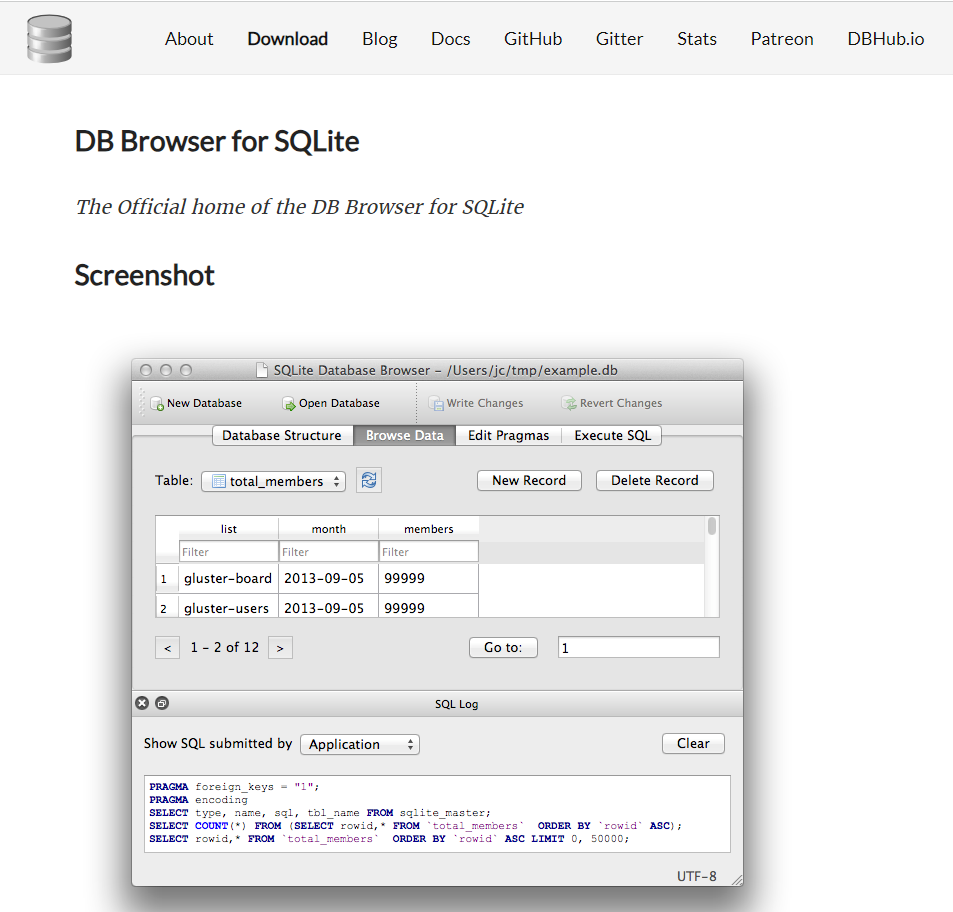 About Download Blog Docs GitHub Gitter Stats Patreon DBHub.io
DB Browser for SQLite
The Official home of the DB Browser for SQLite
Screenshot
SQLite Database Browser – /Users/jc/tmp/example.db
New Database Open Database Write Changes Revert Changes
Database Structure Browse Data Edit Pragmas Execute SQL
Table: total_members New Record Delete Record
list month members
Filter Filter Filter
1 gluster-board 2013-09-05 99999
2 gluster-users 2013-09-05 99999
< 1 – 2 of 12 > Go to: 1
SQL Log
Show SQL submitted by Application Clear
PRAGMA foreign_keys = "1";
PRAGMA encoding
SELECT type, name, sql, tbl_name FROM sqlite_master;
SELECT COUNT(*) FROM (SELECT rowid,* FROM `total_members`  ORDER BY `rowid` ASC);
SELECT rowid,* FROM `total_members`  ORDER BY `rowid` ASC LIMIT 0, 50000;
UTF-8